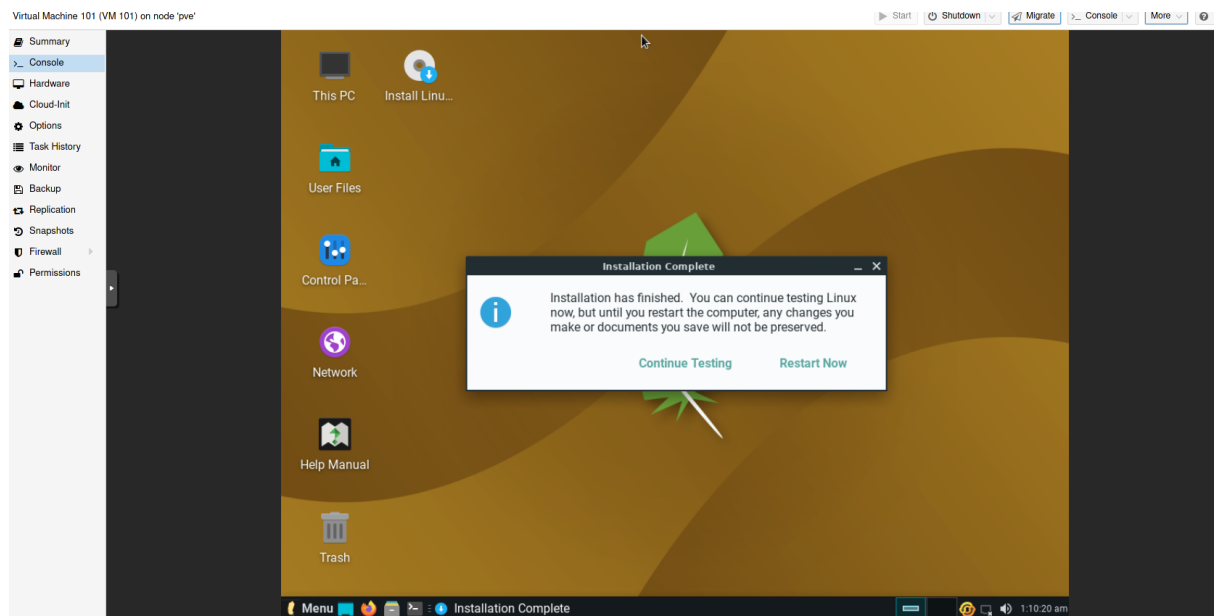 Virtual Machine 101 (VM 101) on node 'pve'
Start
Shutdown
Migrate
Console
More
Summary
Console
Hardware
Cloud-Init
Options
Task History
Monitor
Backup
Replication
Snapshots
Firewall
Permissions
This PC
Install Linu...
User Files
Control Pa...
Network
Help Manual
Trash
Installation Complete
Installation has finished. You can continue testing Linux
now, but until you restart the computer, any changes you
make or documents you save will not be preserved.
Continue Testing
Restart Now
Menu
Installation Complete
1:10:20 am